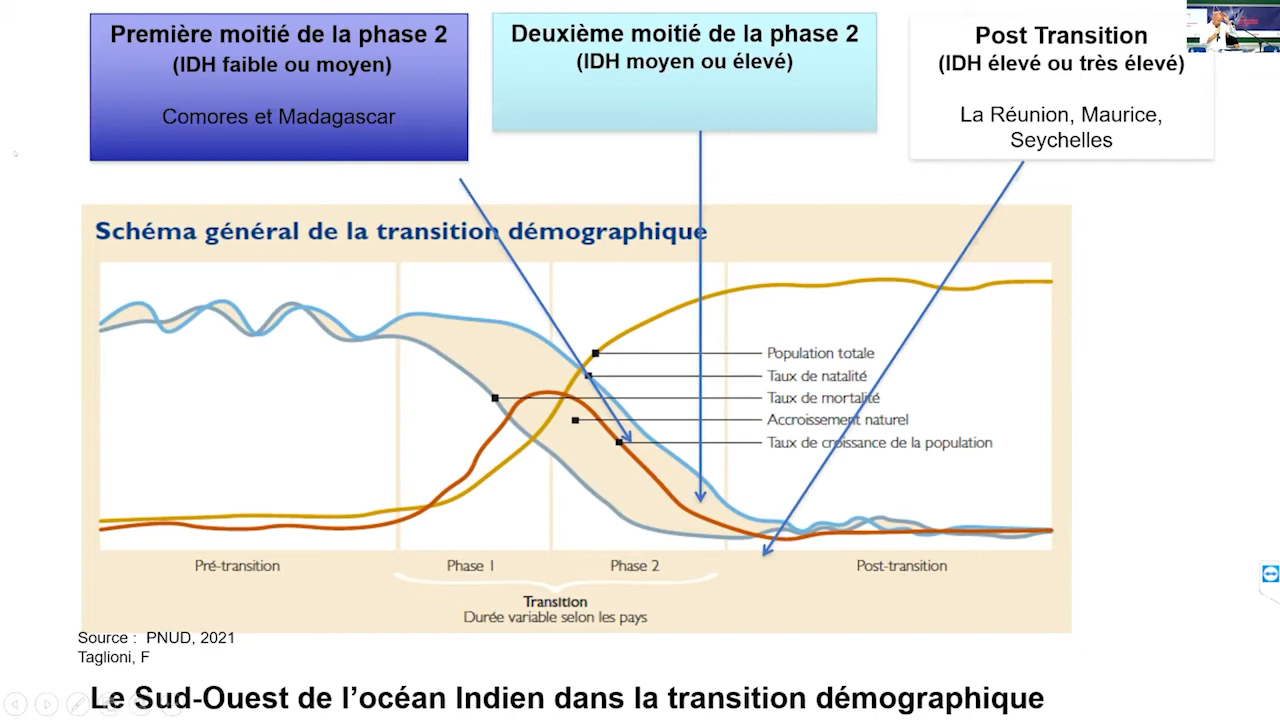 Première moitié de la phase 2
(IDH faible ou moyen)
Comores et Madagascar
Deuxième moitié de la phase 2
(IDH moyen ou élevé)
Post Transition
(IDH élevé ou très élevé)
La Réunion, Maurice,
Seychelles
Schéma général de la transition démographique
Population totale
Taux de natalité
Taux de mortalité
Accroissement naturel
Taux de croissance de la population
Pré-transition
Phase 1
Phase 2
Post-transition
Transition
Durée variable selon les pays
Source : PNUD, 2021
Taglioni, F
Le Sud-Ouest de l’océan Indien dans la transition démographique